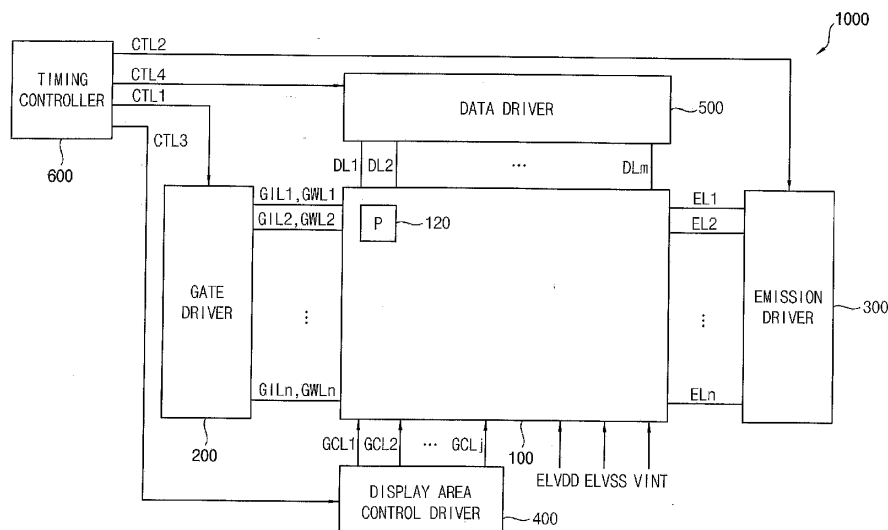 1000
CTL2
TIMING
CONTROLLER
CTL4
CTL1
CTL3
600
DATA DRIVER
500
DL1 DL2 ... DLm
GIL1,GWL1
GIL2,GWL2
P
120
EL1
EL2
GATE
DRIVER
⋮
⋮
EMISSION
DRIVER
300
GILn,GWLn
ELn
200
GCL1 GCL2 ... GCLj
100
ELVDD ELVSS VINT
DISPLAY AREA
CONTROL DRIVER
400